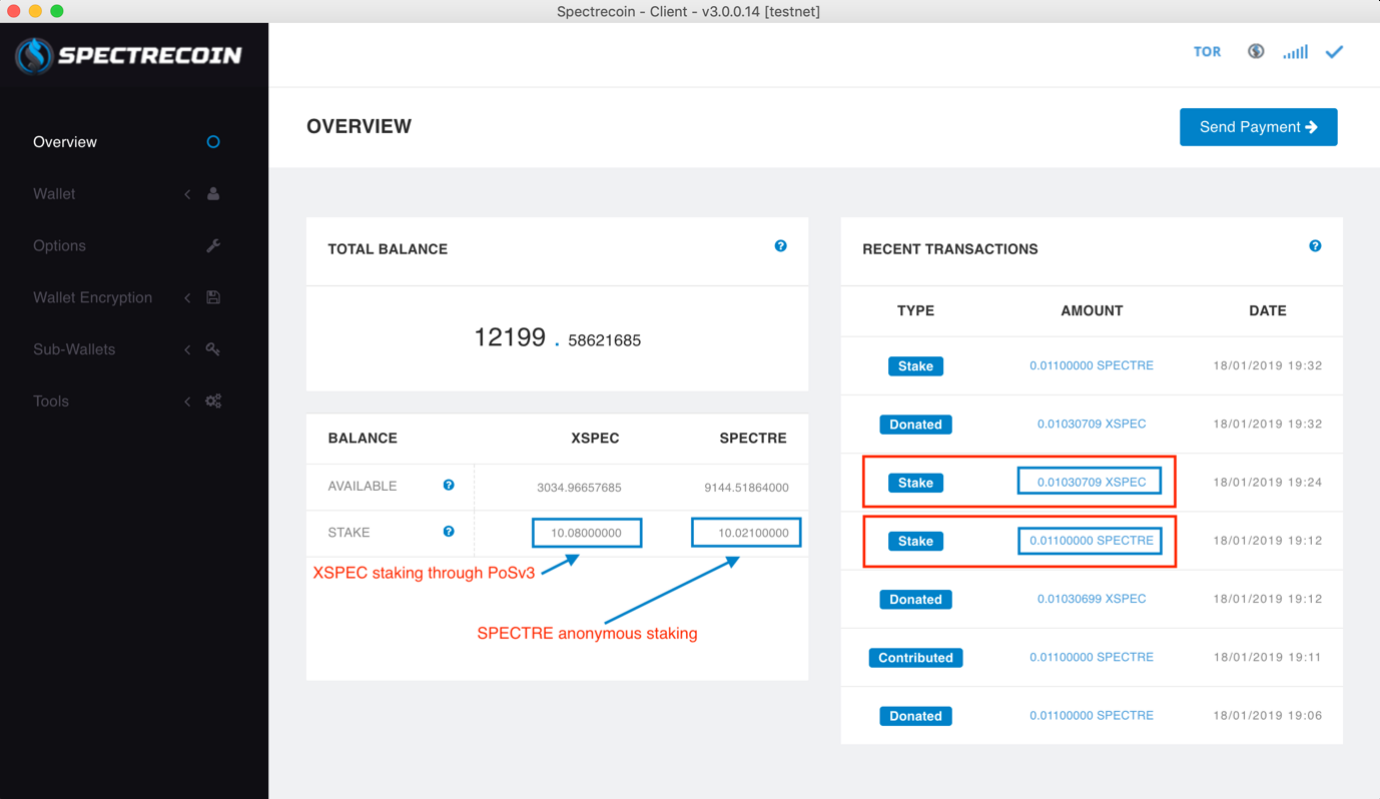 Spectrecoin - Client - v3.0.0.14 [testnet]
SPECTRECOIN
TOR
Overview
Wallet
Options
Wallet Encryption
Sub-Wallets
Tools
OVERVIEW
Send Payment
TOTAL BALANCE
12199 . 58621685
BALANCE XSPEC SPECTRE
AVAILABLE 3034.96657685 9144.51864000
STAKE 10.08000000 10.02100000
XSPEC staking through PoSv3
SPECTRE anonymous staking
RECENT TRANSACTIONS
TYPE AMOUNT DATE
Stake 0.01100000 SPECTRE 18/01/2019 19:32
Donated 0.01030709 XSPEC 18/01/2019 19:32
Stake 0.01030709 XSPEC 18/01/2019 19:24
Stake 0.01100000 SPECTRE 18/01/2019 19:12
Donated 0.01030699 XSPEC 18/01/2019 19:12
Contributed 0.01100000 SPECTRE 18/01/2019 19:11
Donated 0.01100000 SPECTRE 18/01/2019 19:06